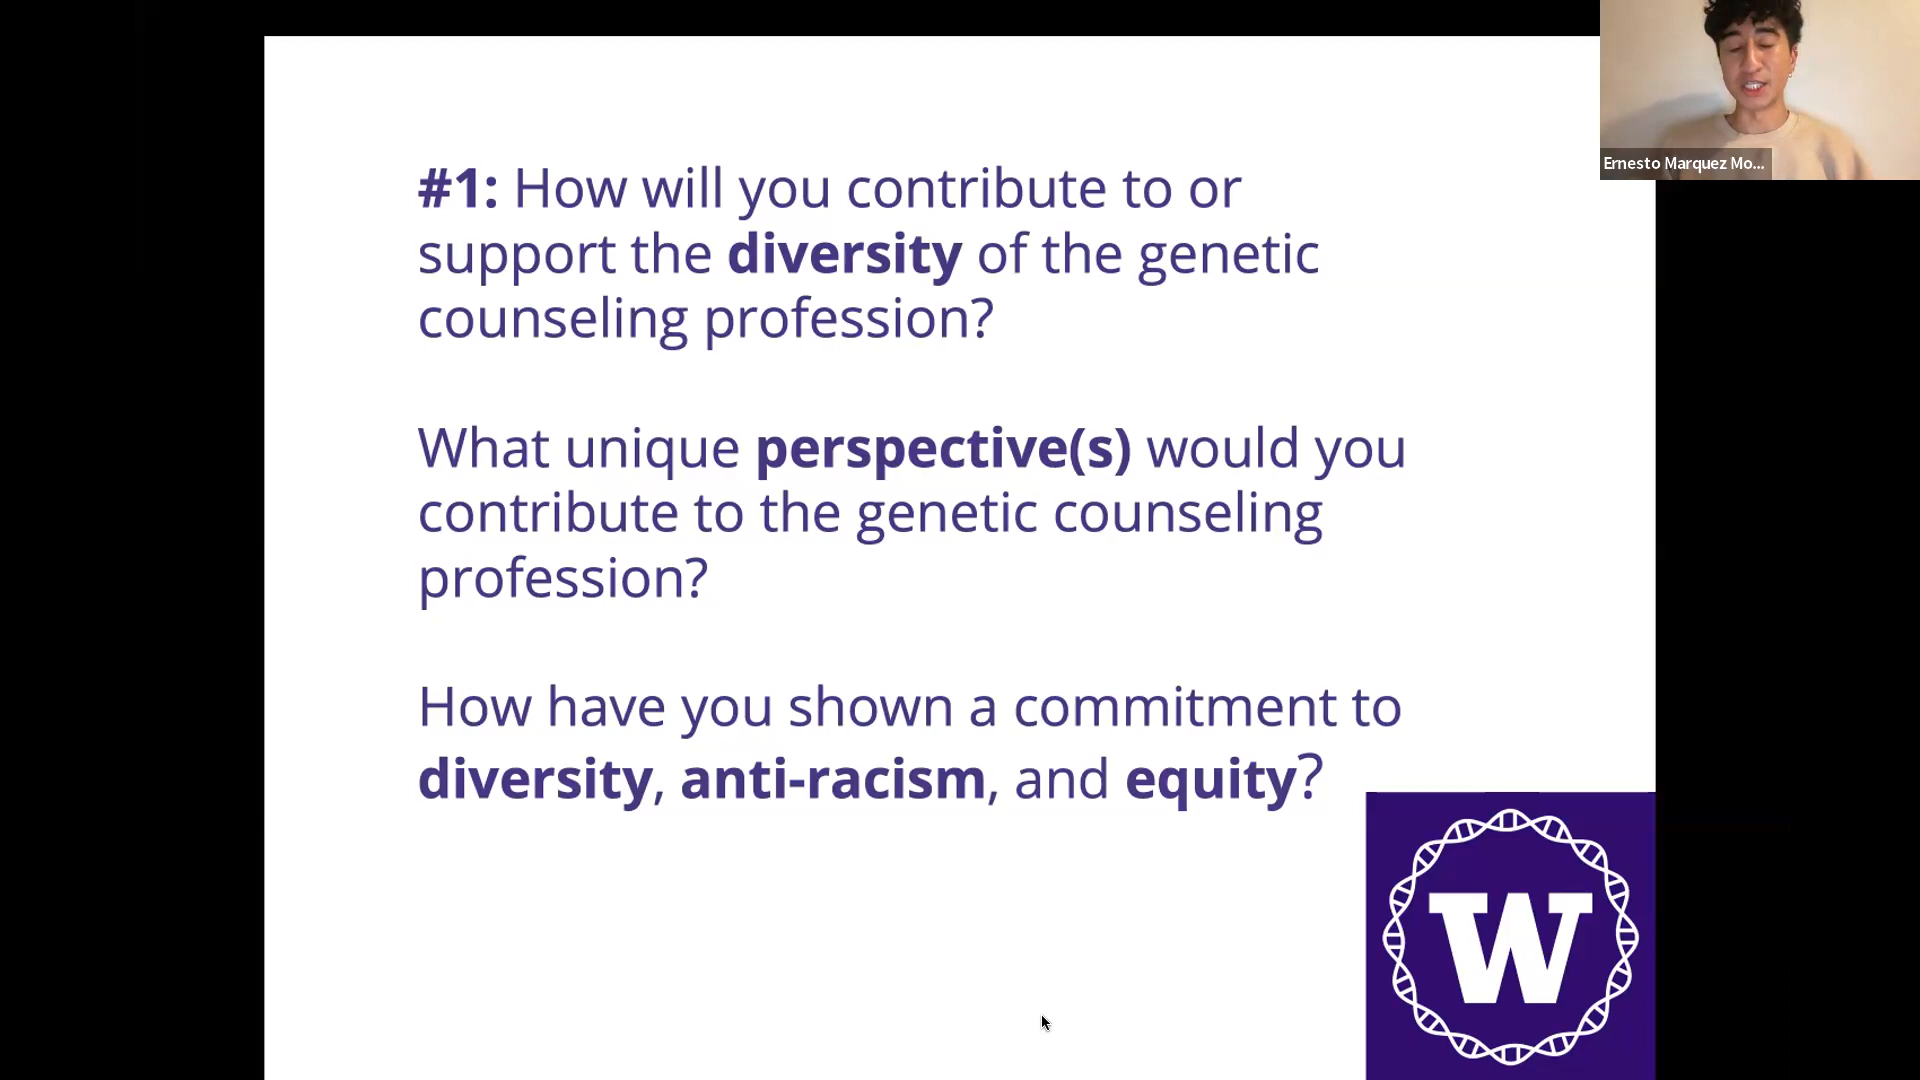 #1: How will you contribute to or
support the diversity of the genetic
counseling profession?
What unique perspective(s) would you
contribute to the genetic counseling
profession?
How have you shown a commitment to
diversity, anti-racism, and equity?
Ernesto Marquez Mo...
W